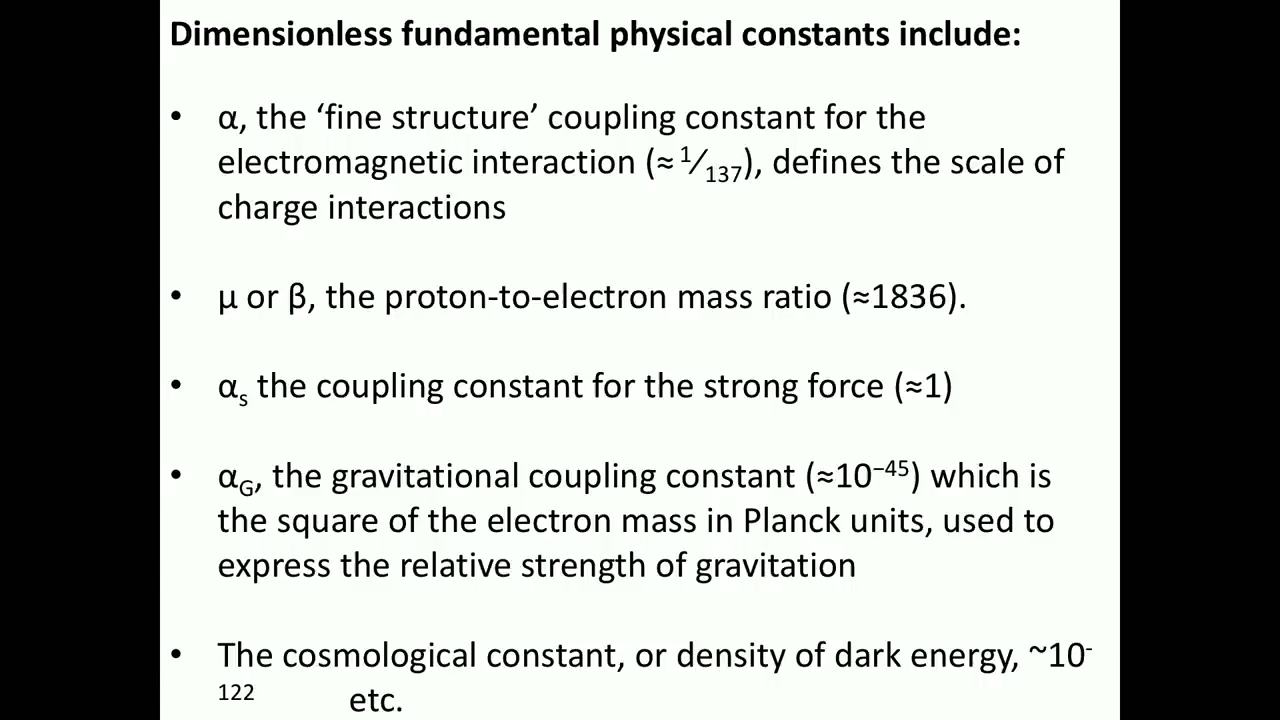 Dimensionless fundamental physical constants include:
• α, the ‘fine structure’ coupling constant for the
electromagnetic interaction (≈ ¹⁄₁₃₇), defines the scale of
charge interactions
• μ or β, the proton-to-electron mass ratio (≈1836).
• αₛ the coupling constant for the strong force (≈1)
• α_G, the gravitational coupling constant (≈10⁻⁴⁵) which is
the square of the electron mass in Planck units, used to
express the relative strength of gravitation
• The cosmological constant, or density of dark energy, ~10⁻
¹²² etc.